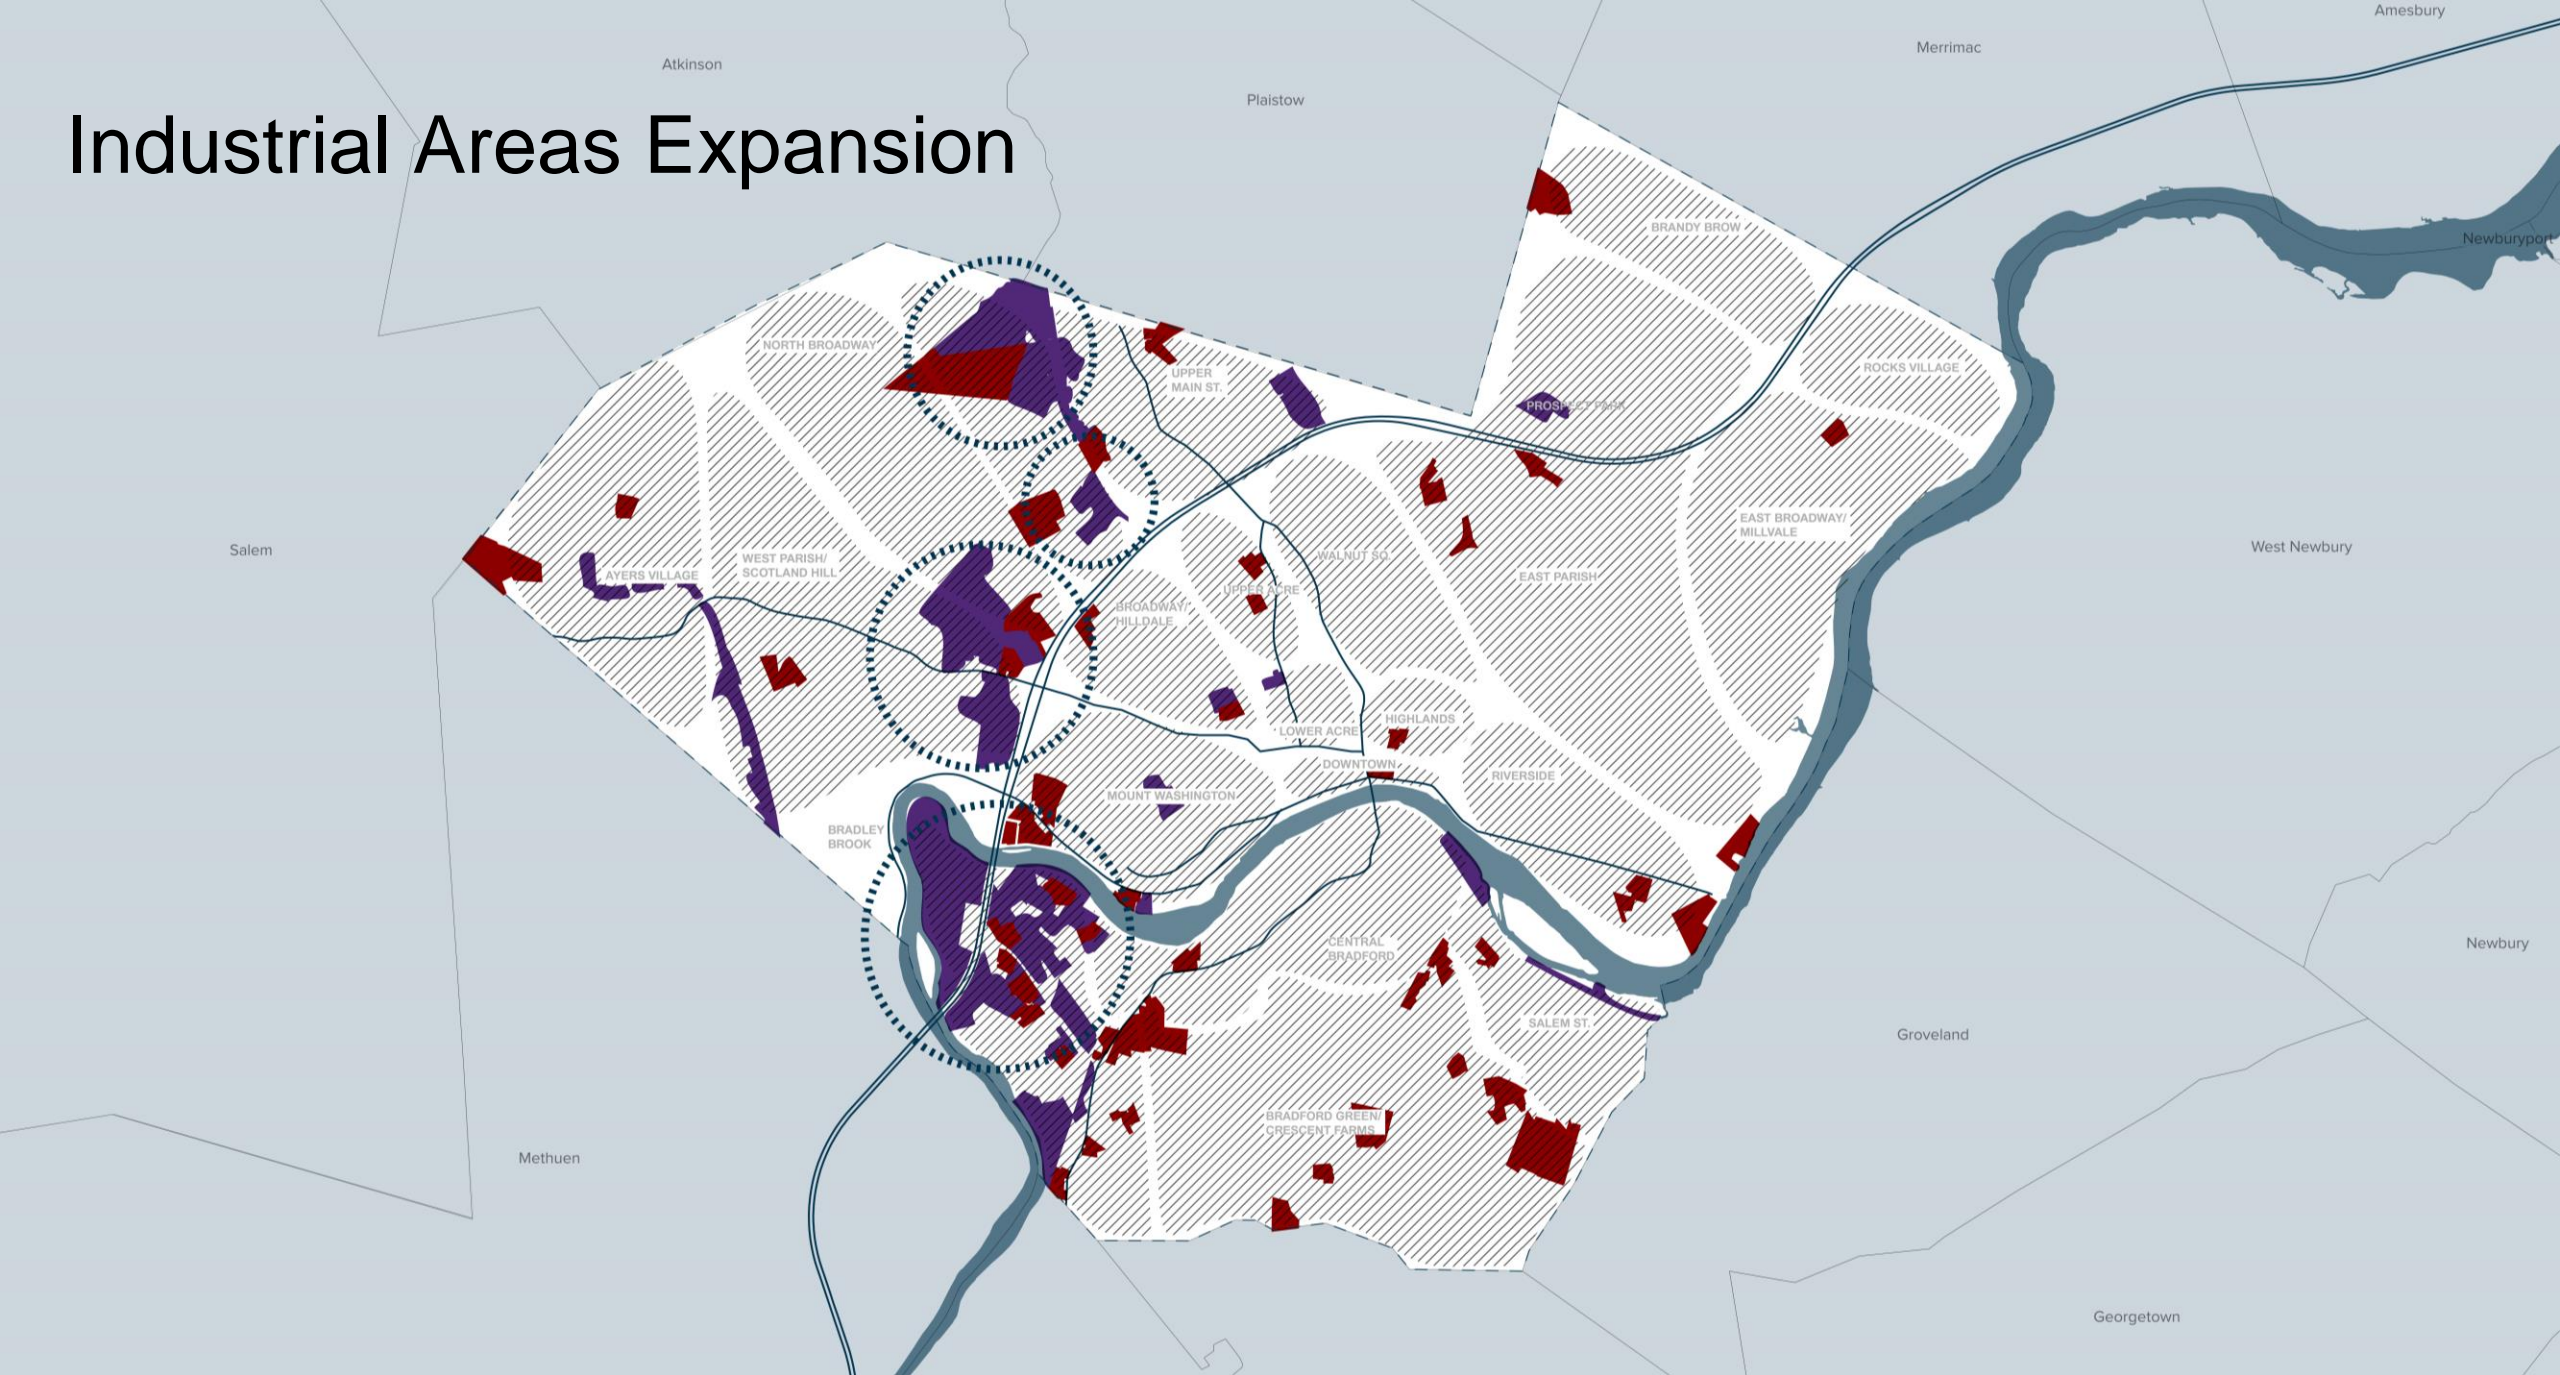 Amesbury
Merrimac
Atkinson
Plaistow
Industrial Areas Expansion
BRANDY BROW
Newburyport
NORTH BROADWAY
UPPER
MAIN ST.
ROCKS VILLAGE
PROSPECT PARK
EAST BROADWAY/
MILLVALE
Salem
West Newbury
WEST PARISH/
SCOTLAND HILL
WALNUT SQ.
AYERS VILLAGE
EAST PARISH
UPPER ACRE
BROADWAY/
HILLDALE
HIGHLANDS
LOWER ACRE
DOWNTOWN
RIVERSIDE
MOUNT WASHINGTON
BRADLEY
BROOK
CENTRAL
BRADFORD
Newbury
SALEM ST.
Groveland
BRADFORD GREEN/
CRESCENT FARMS
Methuen
Georgetown